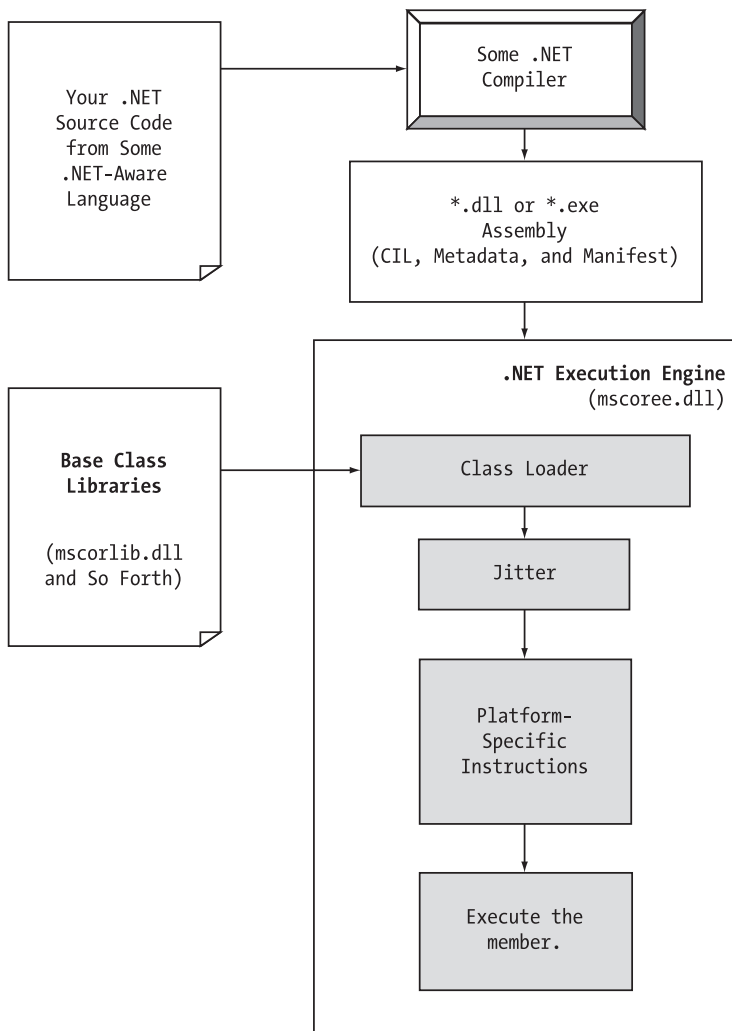 Your .NET
Source Code
from Some
.NET-Aware
Language
Some .NET
Compiler
*.dll or *.exe
Assembly
(CIL, Metadata, and Manifest)
.NET Execution Engine
(mscoree.dll)
Base Class
Libraries
(mscorlib.dll
and So Forth)
Class Loader
Jitter
Platform-
Specific
Instructions
Execute the
member.